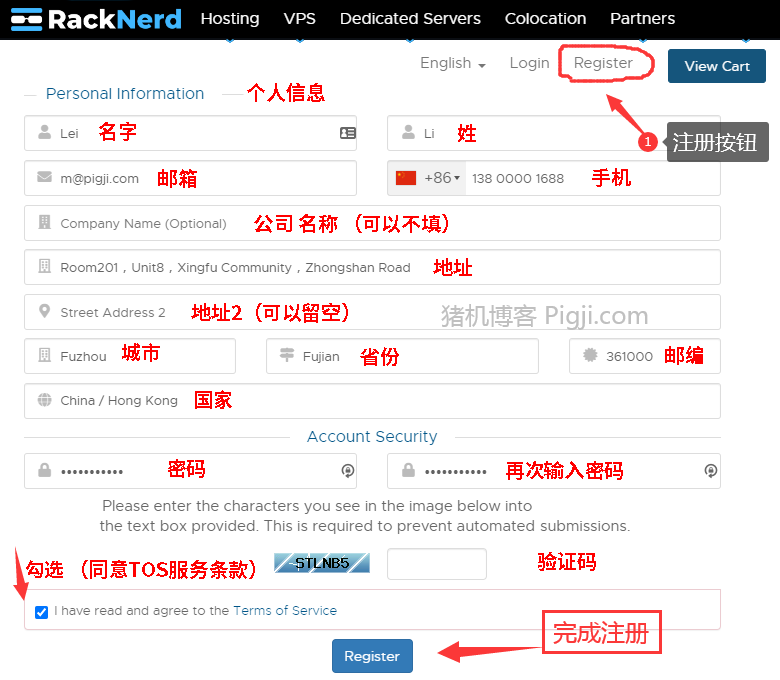 RackNerd Hosting VPS Dedicated Servers Colocation Partners
English Login Register View Cart
Personal Information 个人信息
1 注册按钮
Lei 名字 Li 姓
m@pigji.com 邮箱 +86 138 0000 1688 手机
Company Name (Optional) 公司 名称 （可以不填）
Room201 , Unit8 , Xingfu Community , Zhongshan Road 地址
Street Address 2 地址2（可以留空） 猪机博客 Pigji.com
Fuzhou 城市 Fujian 省份 361000 邮编
China / Hong Kong 国家
Account Security
••••••••••• 密码 ••••••••••• 再次输入密码
Please enter the characters you see in the image below into
the text box provided. This is required to prevent automated submissions.
勾选 （同意TOS服务条款） STLNB5 验证码
I have read and agree to the Terms of Service
完成注册
Register